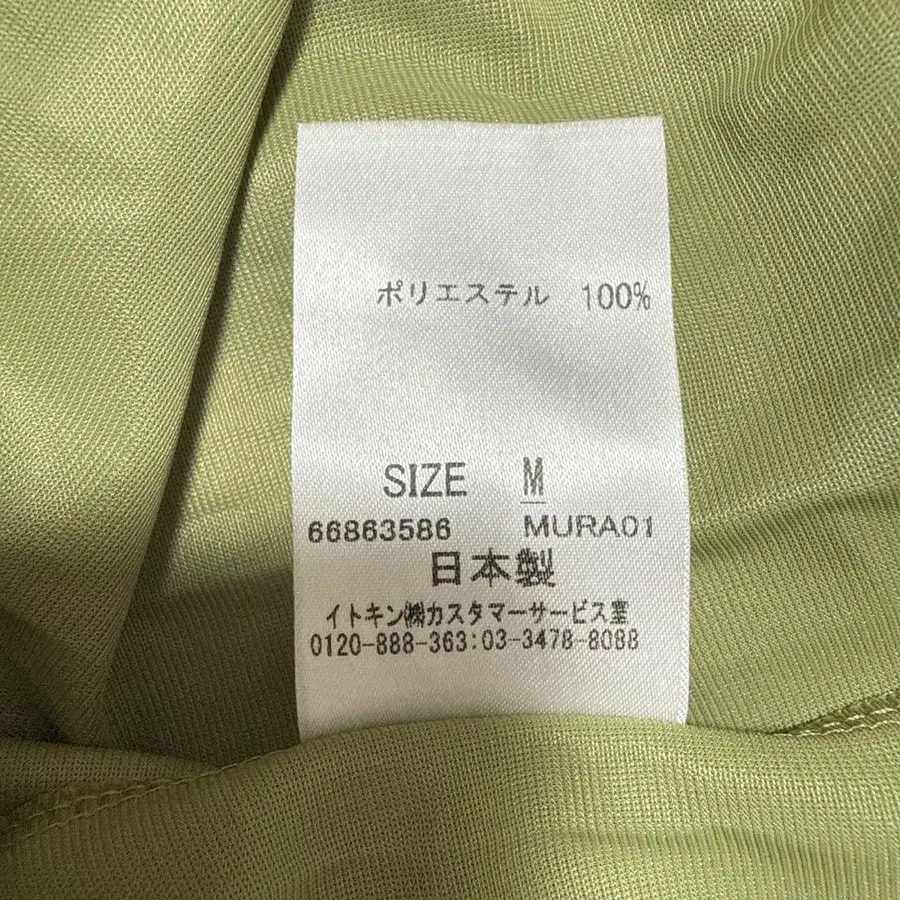 ポリエステル 100%
SIZE M
66863586 MURA01
日本製
イトキン㈱カスタマーサービス室
0120-888-363:03-3478-8088